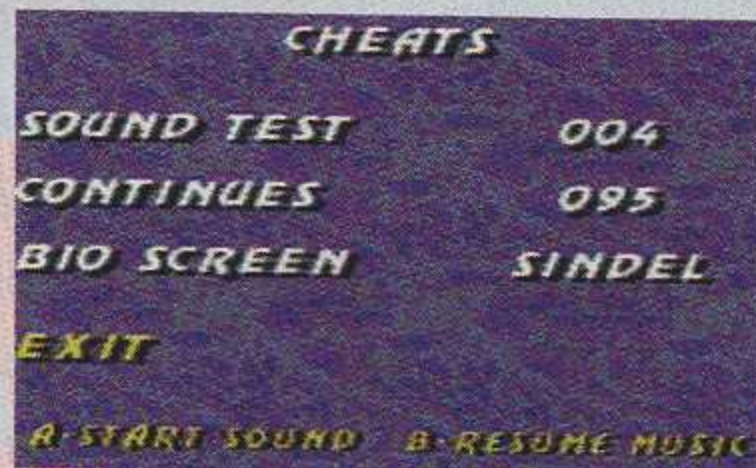 CHEATS
SOUND TEST 004
CONTINUES 095
BIO SCREEN SINDEL
EXIT
A-START SOUND B-RESUME MUSIC